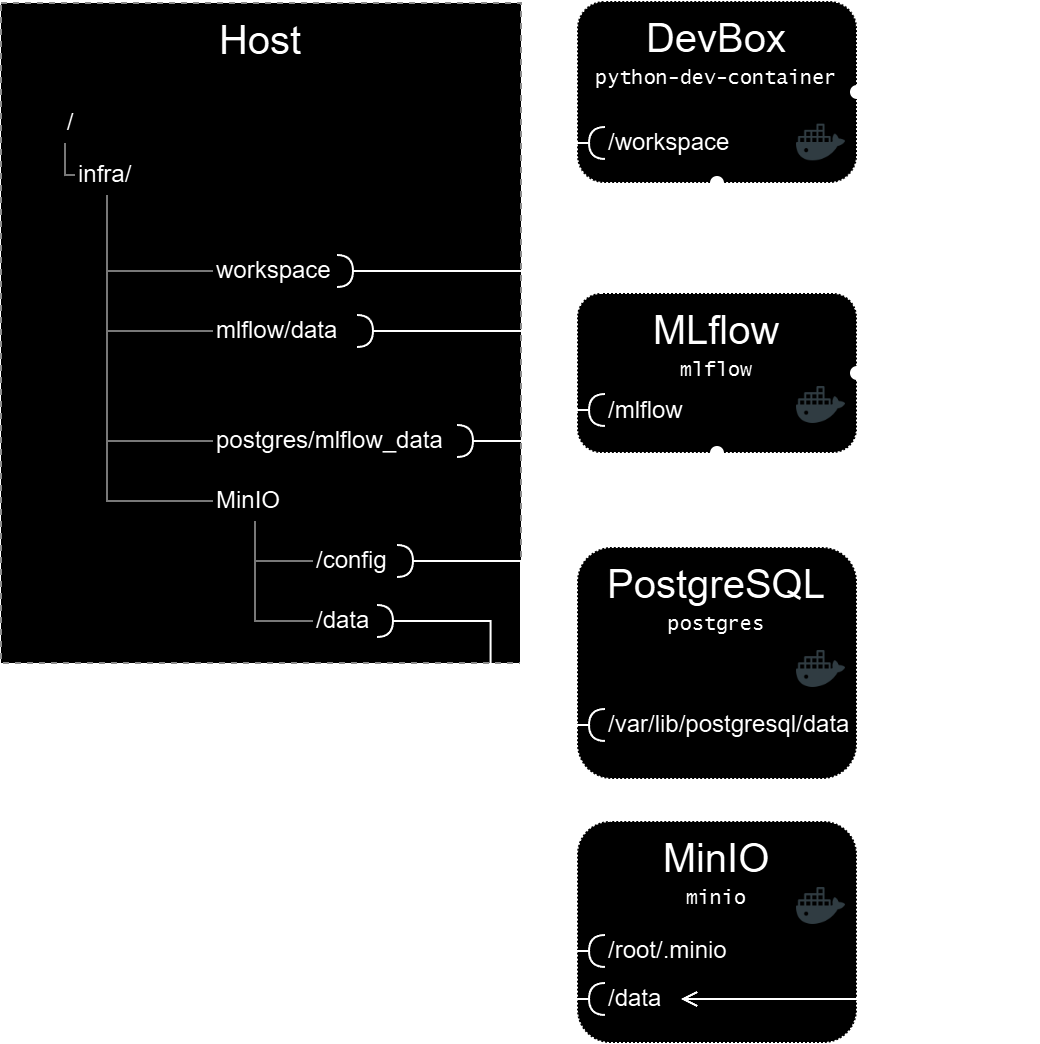 Host
/
infra/
workspace
mlflow/data
postgres/mlflow_data
MinIO
/config
/data
DevBox
python-dev-container
/workspace
MLflow
mlflow
/mlflow
PostgreSQL
postgres
/var/lib/postgresql/data
MinIO
minio
/root/.minio
/data